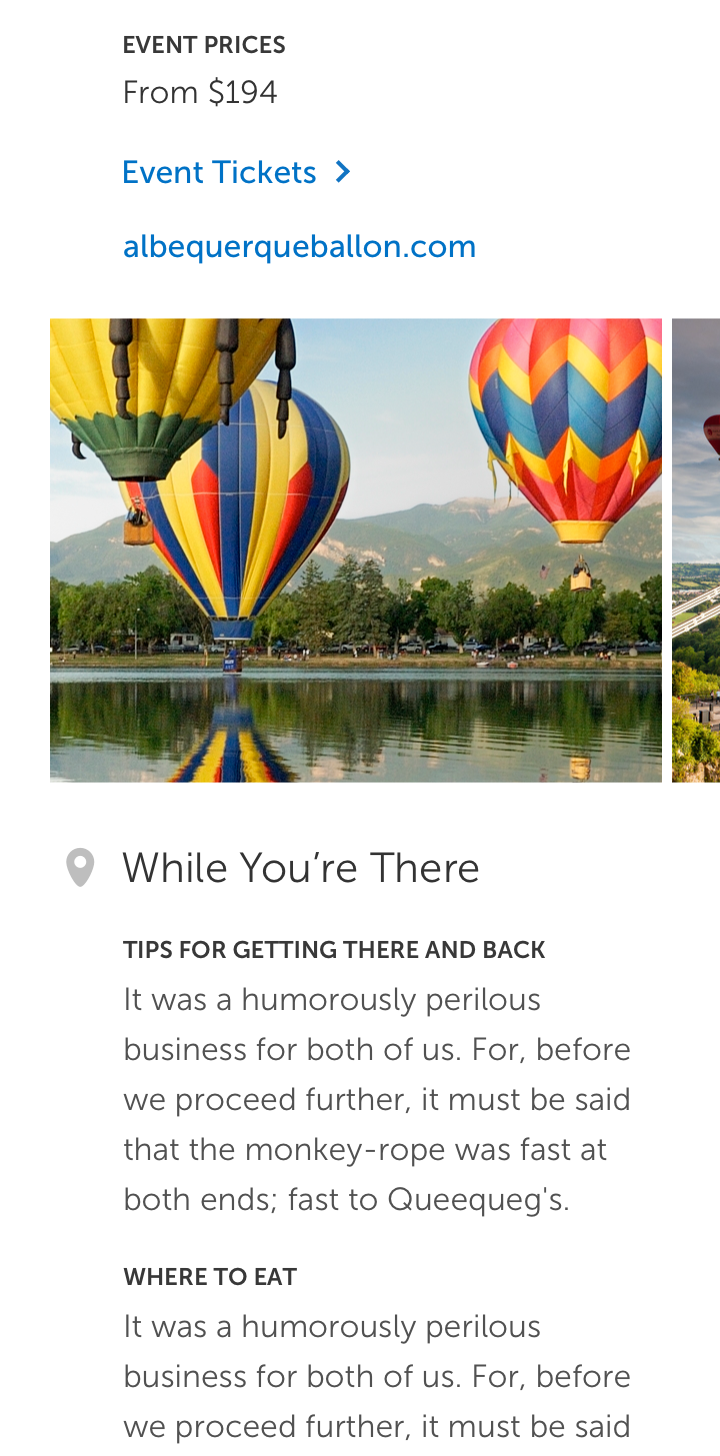 EVENT PRICES
From $194
Event Tickets
albequerqueballon.com
While You’re There
TIPS FOR GETTING THERE AND BACK
It was a humorously perilous
business for both of us. For, before
we proceed further, it must be said
that the monkey-rope was fast at
both ends; fast to Queequeg's.
WHERE TO EAT
It was a humorously perilous
business for both of us. For, before
we proceed further, it must be said